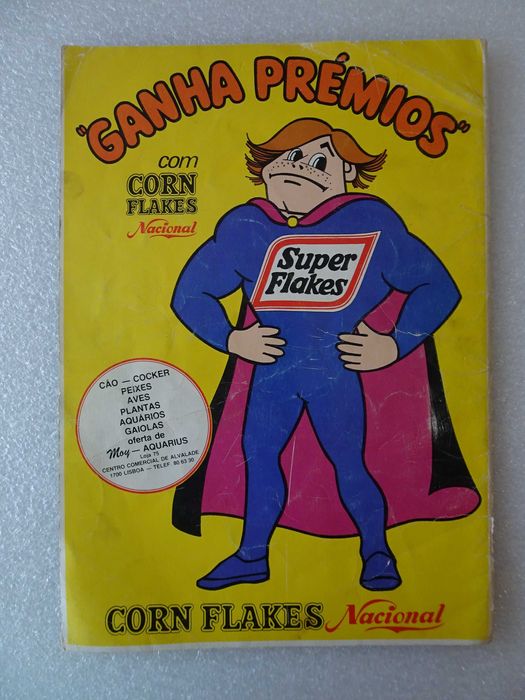 "GANHA PRÉMIOS"
com
CORN
FLAKES
Nacional
Super
Flakes
CÃO — COCKER
PEIXES
AVES
PLANTAS
AQUÁRIOS
GAIOLAS
oferta de
Moy — AQUARIUS
Loja 75
CENTRO COMERCIAL DE ALVALADE
1700 LISBOA — TELEF. 80 63 30
CORN FLAKES Nacional